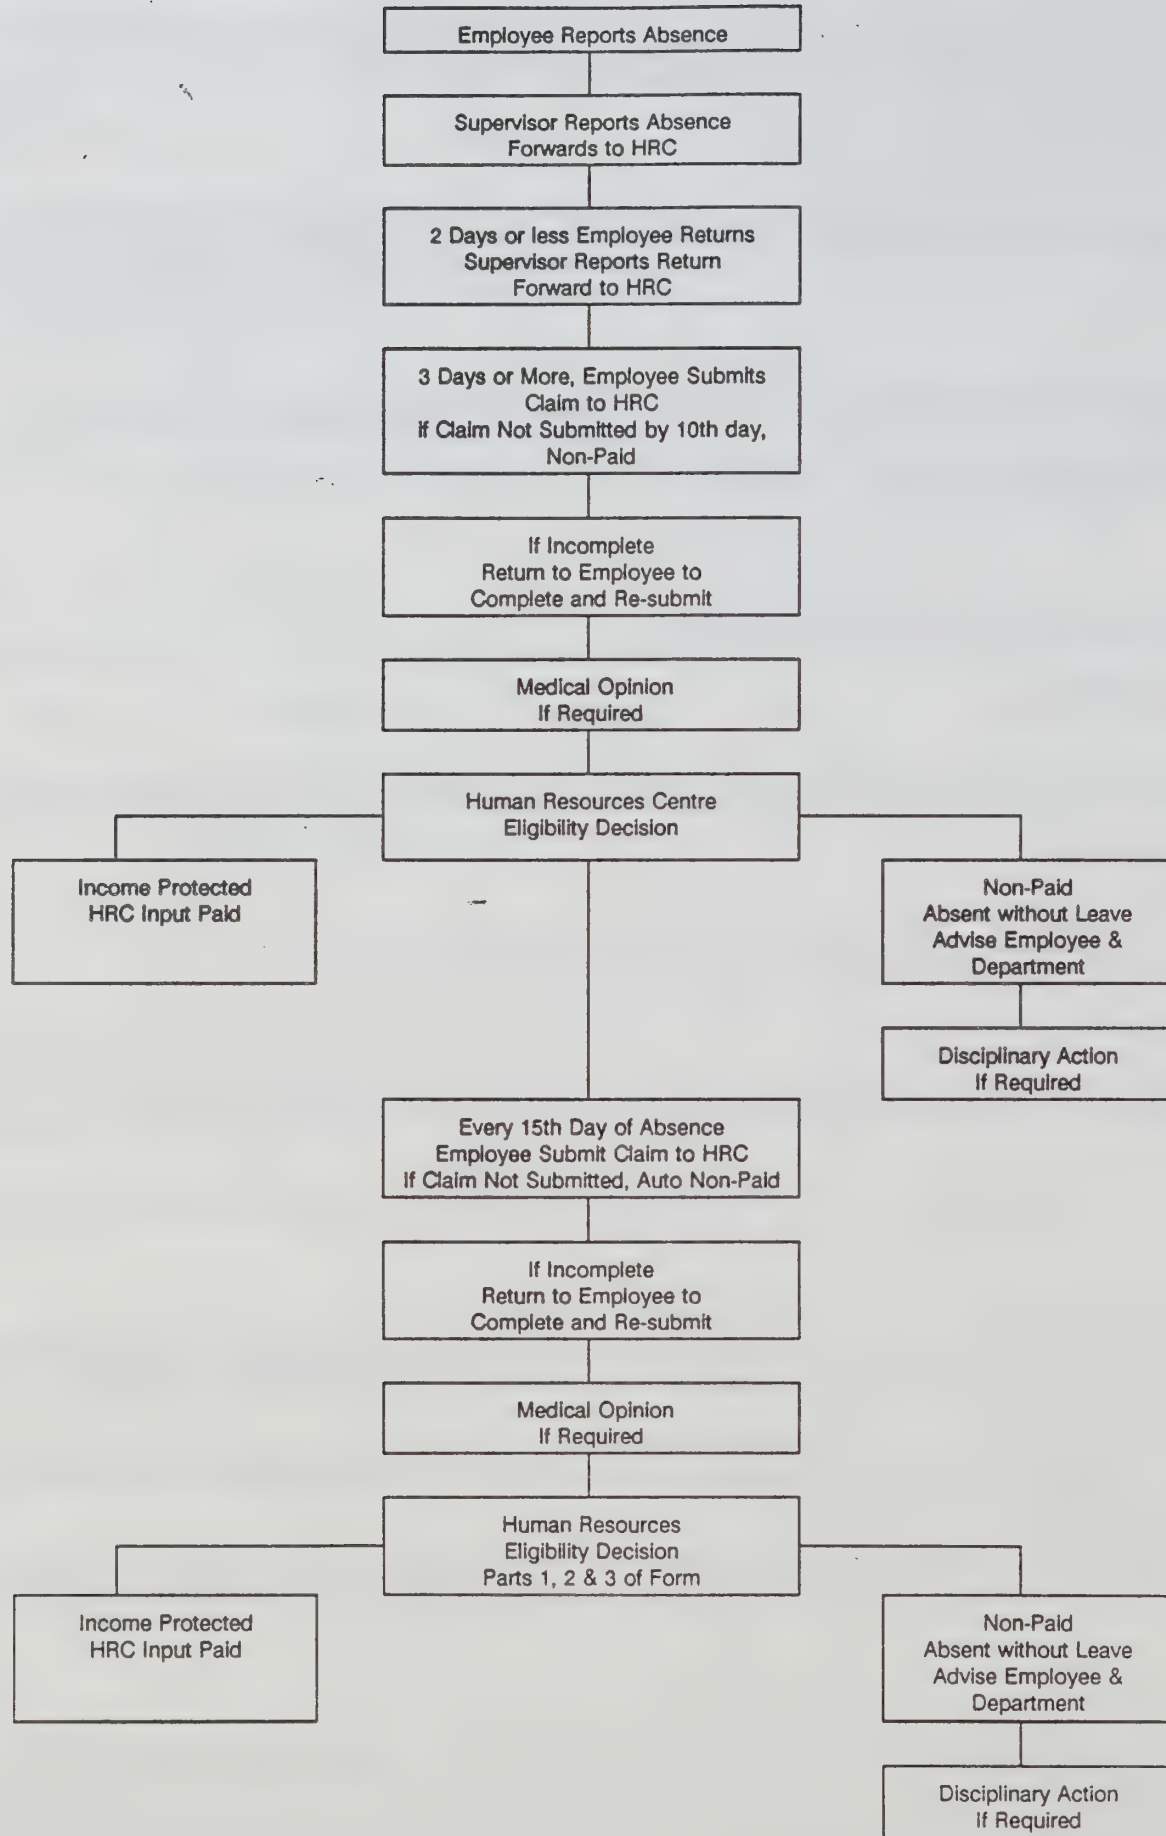 Employee Reports Absence
Supervisor Reports Absence
Forwards to HRC
2 Days or less Employee Returns
Supervisor Reports Return
Forward to HRC
3 Days or More, Employee Submits
Claim to HRC
If Claim Not Submitted by 10th day,
Non-Paid
If Incomplete
Return to Employee to
Complete and Re-submit
Medical Opinion
If Required
Human Resources Centre
Eligibility Decision
Income Protected
HRC Input Paid
Non-Paid
Absent without Leave
Advise Employee &
Department
Disciplinary Action
If Required
Every 15th Day of Absence
Employee Submit Claim to HRC
If Claim Not Submitted, Auto Non-Paid
If Incomplete
Return to Employee to
Complete and Re-submit
Medical Opinion
If Required
Human Resources
Eligibility Decision
Parts 1, 2 & 3 of Form
Income Protected
HRC Input Paid
Non-Paid
Absent without Leave
Advise Employee &
Department
Disciplinary Action
If Required